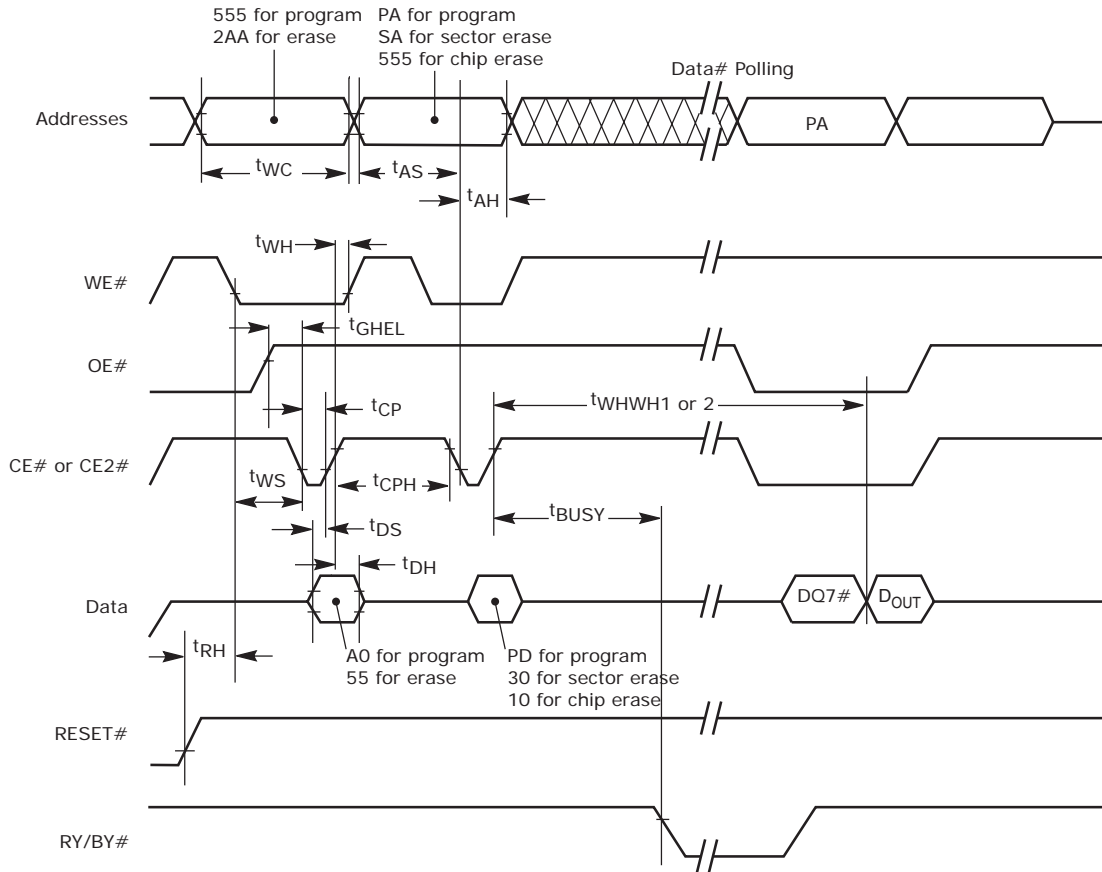 555 for program
2AA for erase
PA for program
SA for sector erase
555 for chip erase
Data# Polling
Addresses
PA
tWC
tAS
tAH
tWH
WE#
tGHEL
OE#
tWHWH1 or 2
tCP
CE# or CE2#
tWS
tCPH
tBUSY
tDS
tDH
Data
DQ7#
DOUT
tRH
A0 for program
55 for erase
PD for program
30 for sector erase
10 for chip erase
RESET#
RY/BY#